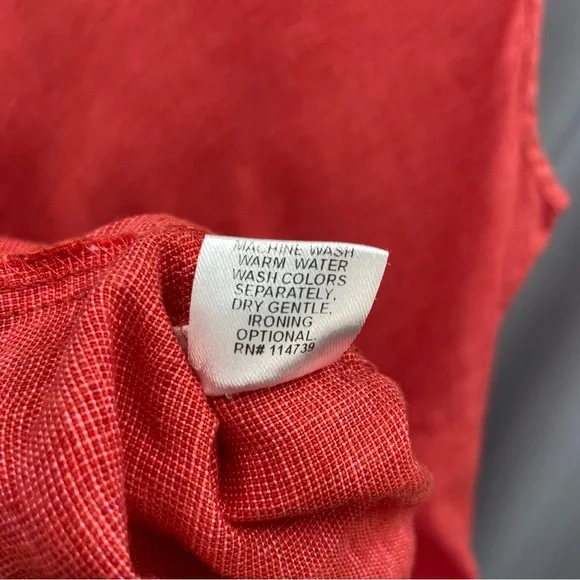 MACHINE WASH
WARM WATER
WASH COLORS
SEPARATELY.
DRY GENTLE.
IRONING
OPTIONAL.
RN# 114739